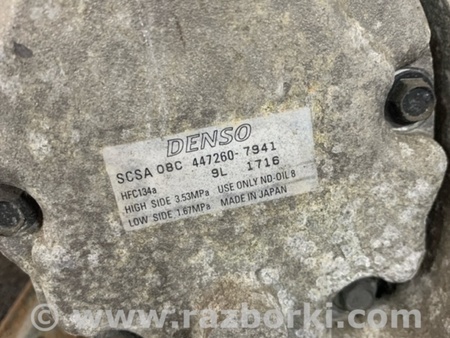 DENSO
SCSA 08C 447260-7941
9L 1716
HFC134a
HIGH SIDE 3.53MPa USE ONLY ND-OIL 8
LOW SIDE 1.67MPa MADE IN JAPAN
© www.razborki.com/